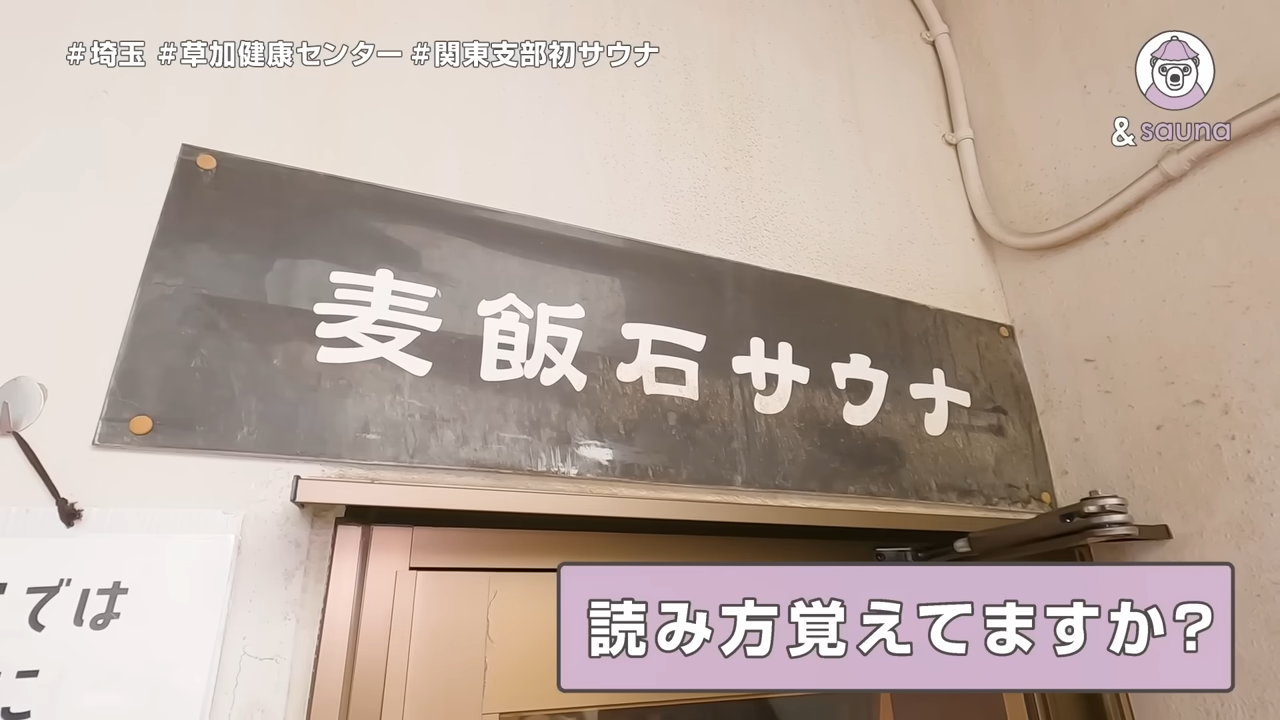 #埼玉 #草加健康センター #関東支部初サウナ
& sauna
麦飯石サウナ
では
に
読み方覚えてますか?